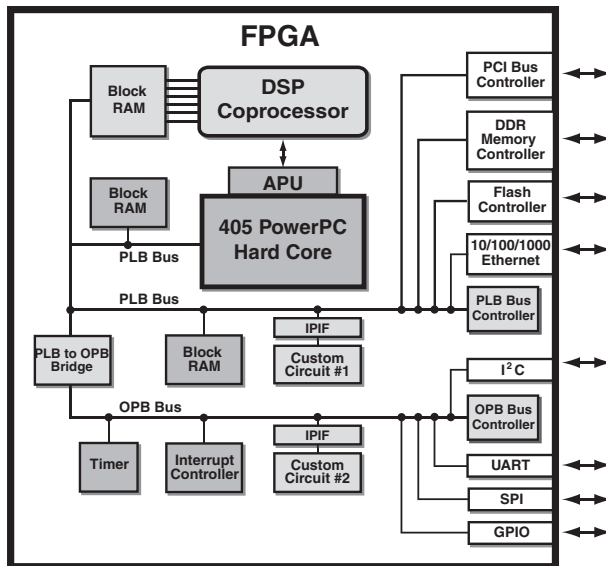 FPGA
Block
RAM
DSP
Coprocessor
PCI Bus
Controller
DDR
Memory
Controller
APU
Block
RAM
405 PowerPC
Hard Core
Flash
Controller
10/100/1000
Ethernet
PLB Bus
PLB Bus
PLB Bus
Controller
IPIF
PLB to OPB
Bridge
Block
RAM
Custom
Circuit #1
I²C
OPB Bus
OPB Bus
Controller
IPIF
Timer
Interrupt
Controller
Custom
Circuit #2
UART
SPI
GPIO